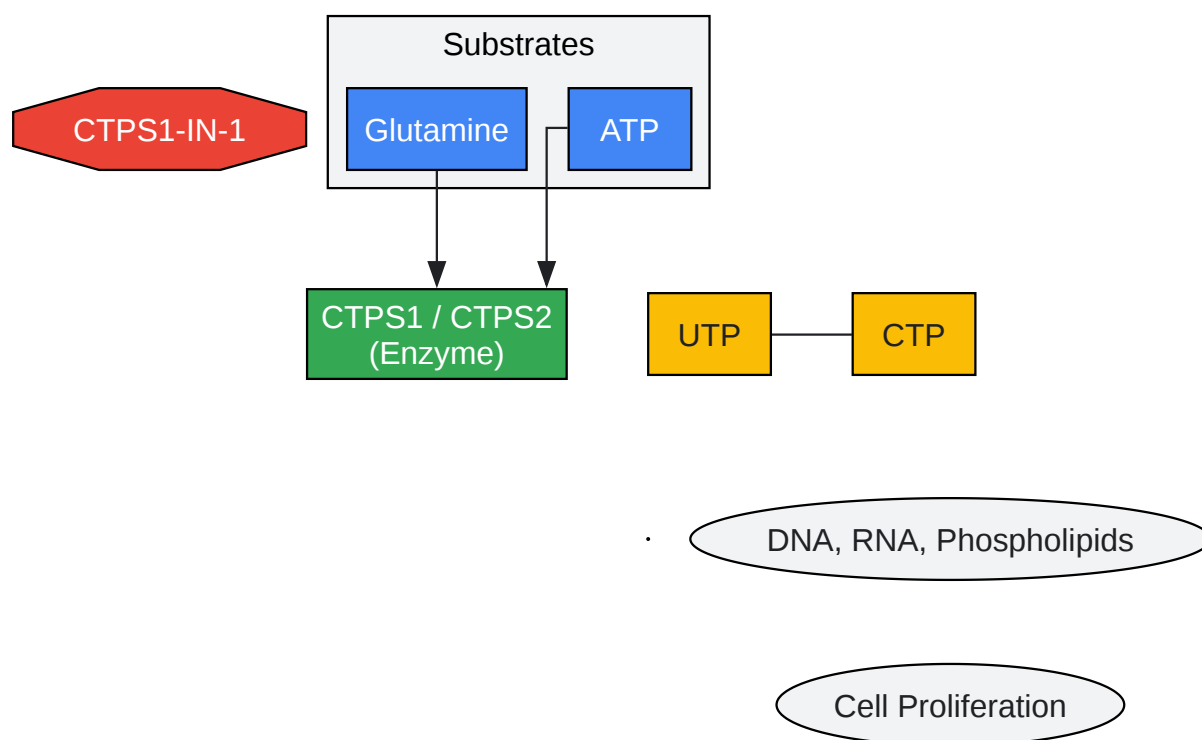 Substrates
CTPS1-IN-1
Glutamine
ATP
CTPS1 / CTPS2
(Enzyme)
UTP
CTP
DNA, RNA, Phospholipids
Cell Proliferation